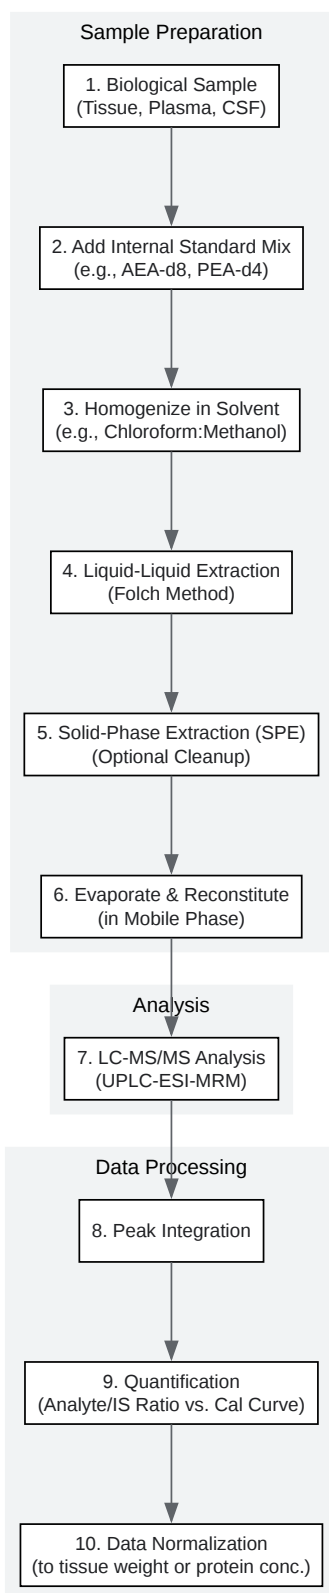 Sample Preparation
1. Biological Sample
(Tissue, Plasma, CSF)
2. Add Internal Standard Mix
(e.g., AEA-d8, PEA-d4)
3. Homogenize in Solvent
(e.g., Chloroform:Methanol)
4. Liquid-Liquid Extraction
(Folch Method)
5. Solid-Phase Extraction (SPE)
(Optional Cleanup)
6. Evaporate & Reconstitute
(in Mobile Phase)
Analysis
7. LC-MS/MS Analysis
(UPLC-ESI-MRM)
Data Processing
8. Peak Integration
9. Quantification
(Analyte/IS Ratio vs. Cal Curve)
10. Data Normalization
(to tissue weight or protein conc.)